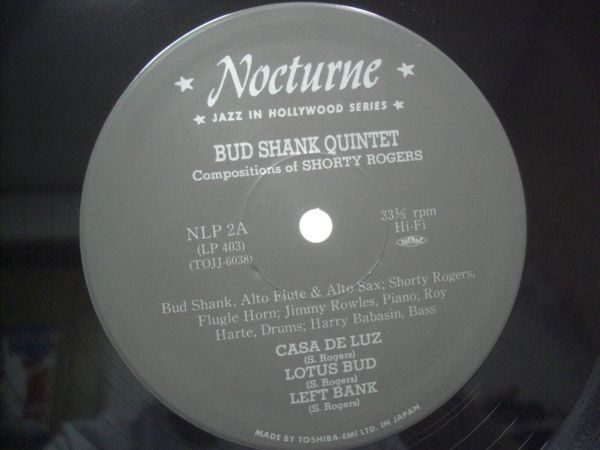 Nocturne
★ JAZZ IN HOLLYWOOD SERIES ★
BUD SHANK QUINTET
Compositions of SHORTY ROGERS
NLP 2A
(LP 403)
(TOJJ-6038)
33⅓ rpm
Hi-Fi
Bud Shank, Alto Flute & Alto Sax; Shorty Rogers,
Flugle Horn; Jimmy Rowles, Piano; Roy
Harte, Drums; Harry Babasin, Bass
CASA DE LUZ
(S. Rogers)
LOTUS BUD
(S. Rogers)
LEFT BANK
(S. Rogers)
MADE BY TOSHIBA-EMI LTD. IN JAPAN